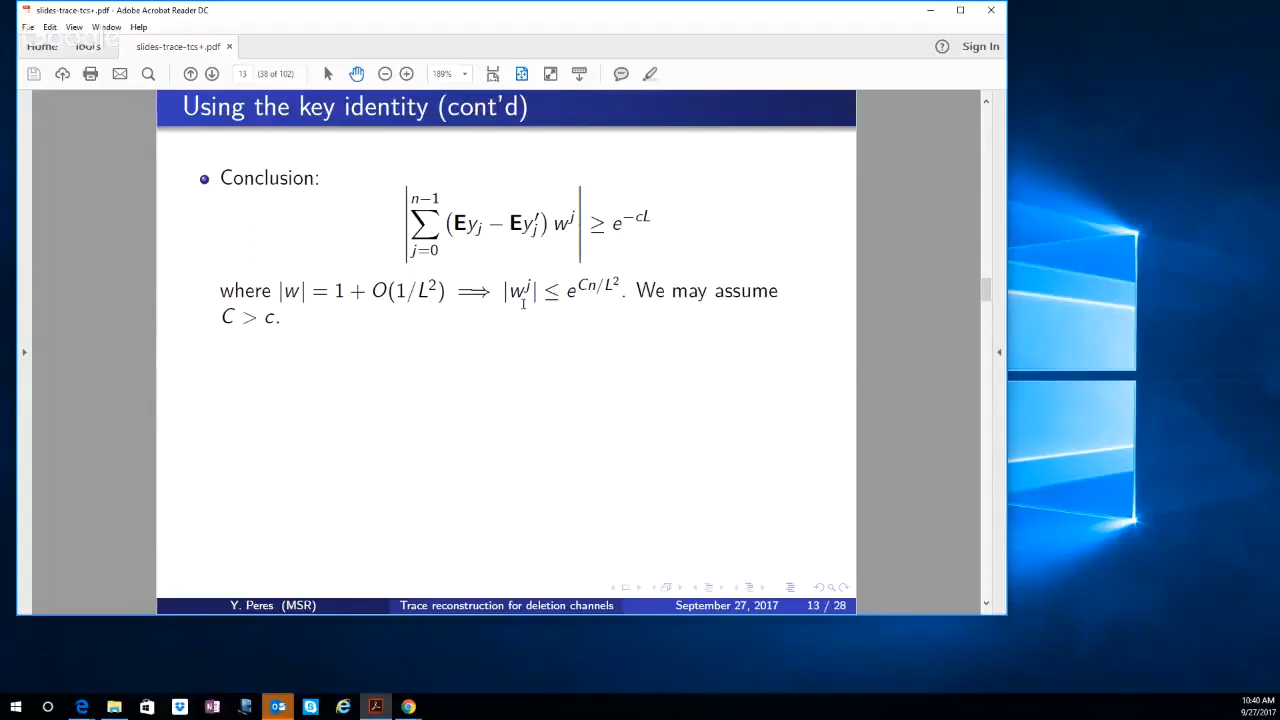 slides-trace-tcs+.pdf - Adobe Acrobat Reader DC
File Edit View Window Help
Home Tools slides-trace-tcs+.pdf × Sign In
13 (38 of 102) 189%
Using the key identity (cont'd)
Conclusion:
|∑_{j=0}^{n−1} (Ey_j − Ey′_j) w^j| ≥ e^{−cL}
where |w| = 1 + O(1/L²) ⟹ |w^j| ≤ e^{Cn/L²}. We may assume
C > c.
Y. Peres (MSR) Trace reconstruction for deletion channels September 27, 2017 13 / 28
10:40 AM
9/27/2017